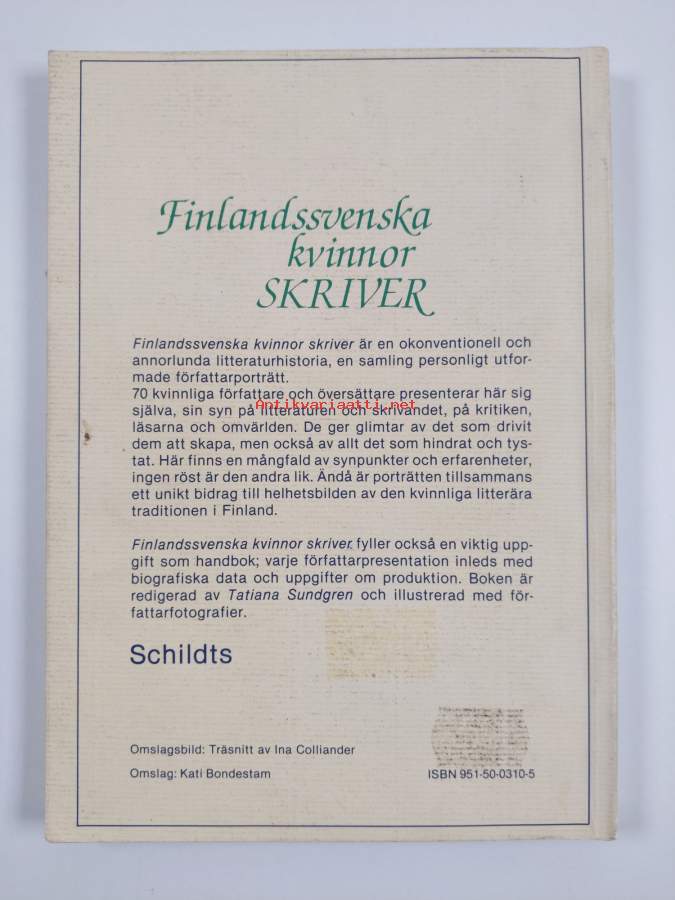 Finlandssvenska
kvinnor
SKRIVER
Finlandssvenska kvinnor skriver är en okonventionell och
annorlunda litteraturhistoria, en samling personligt utfor-
made författarporträtt.
70 kvinnliga författare och översättare presenterar här sig
Antikvariaatti.net
själva, sin syn på litteraturen och skrivandet, på kritiken,
läsarna och omvärlden. De ger glimtar av det som drivit
dem att skapa, men också av allt det som hindrat och tys-
tat. Här finns en mångfald av synpunkter och erfarenheter,
ingen röst är den andra lik. Ändå är porträtten tillsammans
ett unikt bidrag till helhetsbilden av den kvinnliga litterära
traditionen i Finland.
Finlandssvenska kvinnor skriver fyller också en viktig upp-
gift som handbok; varje författarpresentation inleds med
biografiska data och uppgifter om produktion. Boken är
redigerad av Tatiana Sundgren och illustrerad med för-
fattarfotografier.
Schildts
Omslagsbild: Träsnitt av Ina Colliander
Omslag: Kati Bondestam
ISBN 951-50-0310-5